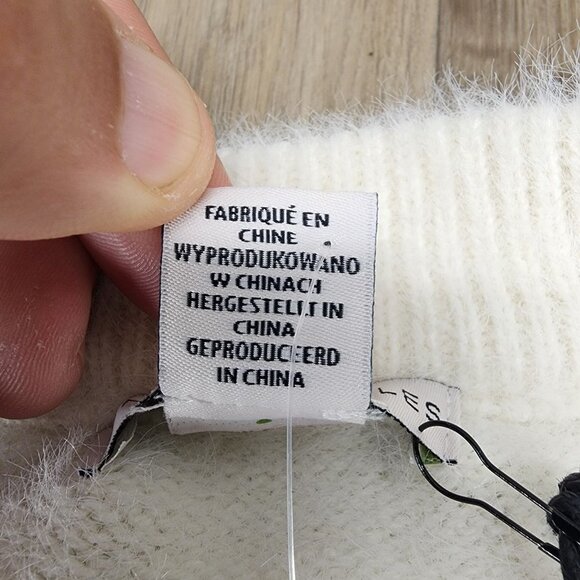 FABRIQUÉ EN
CHINE
WYPRODUKOWANO
W CHINACH
HERGESTELLT IN
CHINA
GEPRODUCEERD
IN CHINA